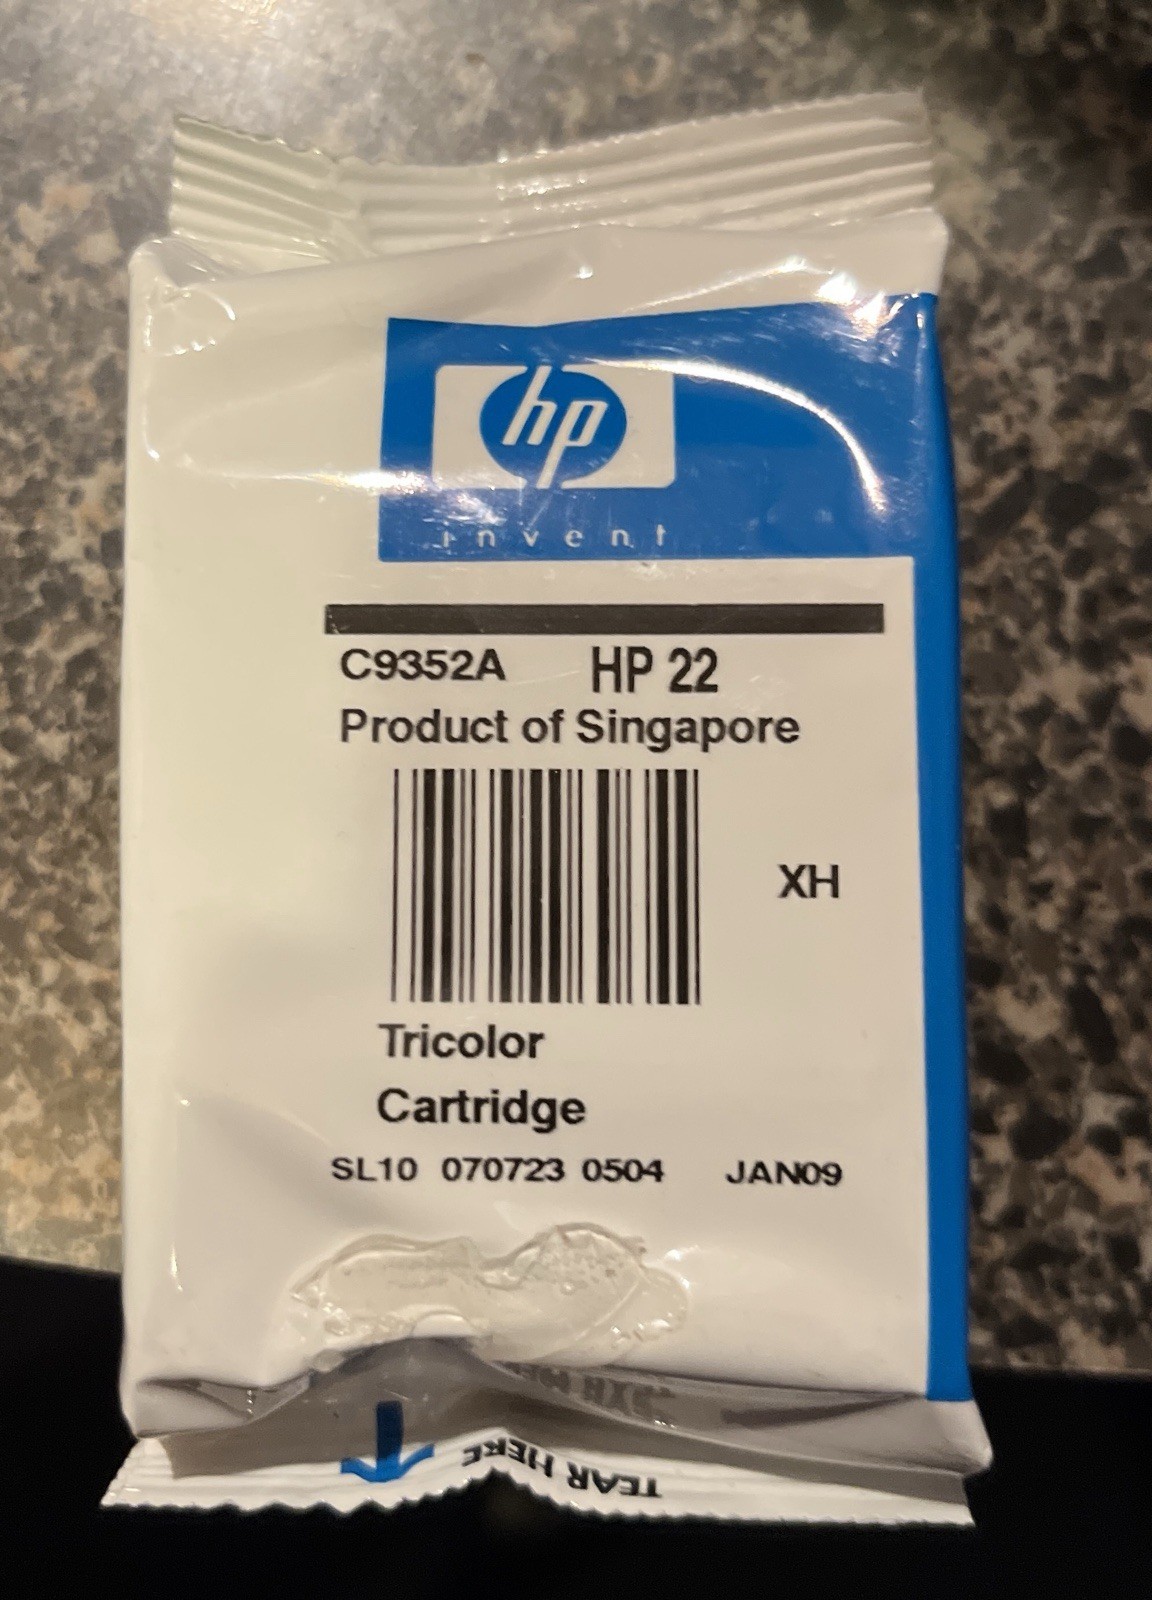 hp
invent
C9352A HP 22
Product of Singapore
XH
Tricolor
Cartridge
SL10 070723 0504 JAN09
TEAR HERE